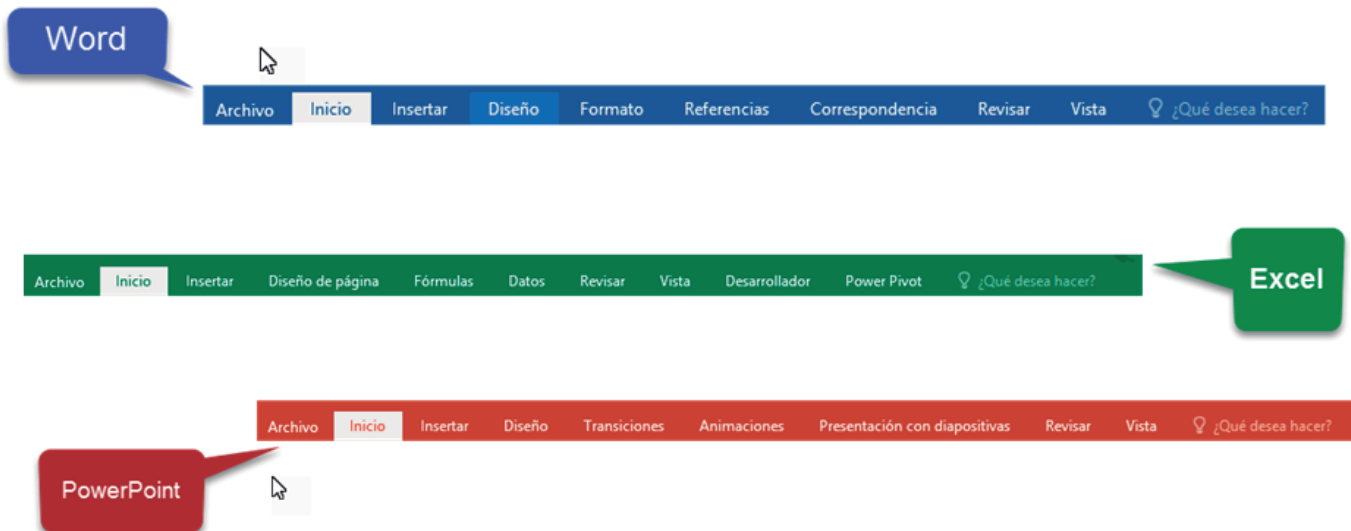 Word
Archivo Inicio Insertar Diseño Formato Referencias Correspondencia Revisar Vista ¿Qué desea hacer?
Archivo Inicio Insertar Diseño de página Fórmulas Datos Revisar Vista Desarrollador Power Pivot ¿Qué desea hacer?
Excel
Archivo Inicio Insertar Diseño Transiciones Animaciones Presentación con diapositivas Revisar Vista ¿Qué desea hacer?
PowerPoint